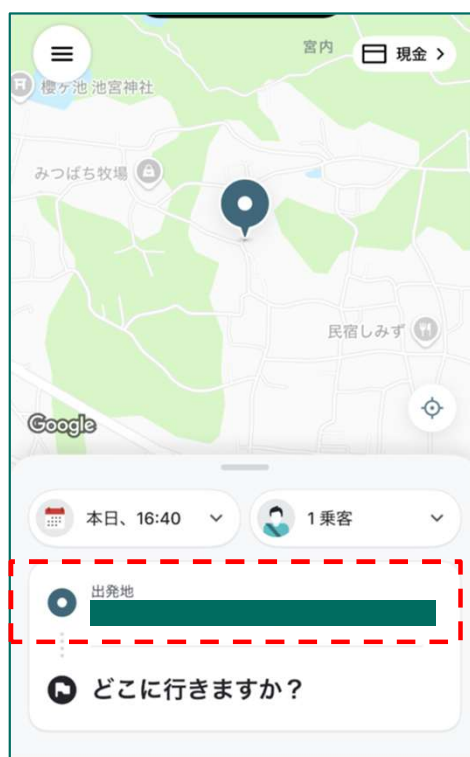 宮内
現金
櫻ヶ池 池宮神社
みつばち牧場
民宿しみず
Google
本日、16:40
1 乗客
出発地
どこに行きますか？